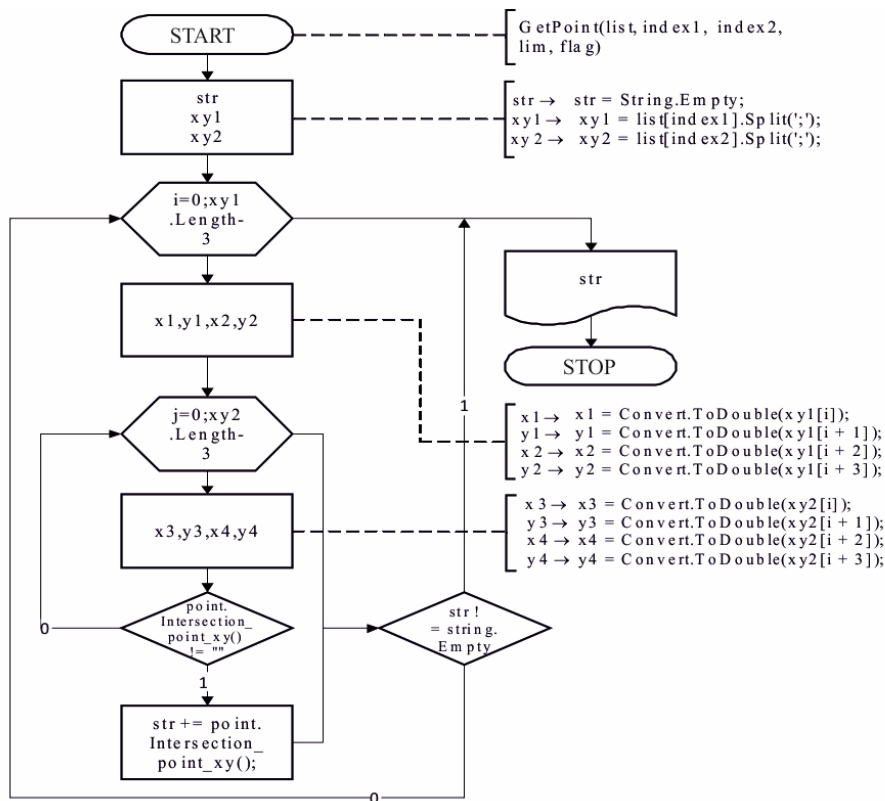 START
GetPoint(list, index1, index2,
lim, flag)
str
xy1
xy2
str → str = String.Empty;
xy1 → xy1 = list[index1].Split(';');
xy2 → xy2 = list[index2].Split(';');
i=0;xy1
.Length-
3
str
x1,y1,x2,y2
STOP
1
j=0;xy2
.Length-
3
x1 → x1 = Convert.ToDouble(xy1[i]);
y1 → y1 = Convert.ToDouble(xy1[i + 1]);
x2 → x2 = Convert.ToDouble(xy1[i + 2]);
y2 → y2 = Convert.ToDouble(xy1[i + 3]);
x3,y3,x4,y4
x3 → x3 = Convert.ToDouble(xy2[i]);
y3 → y3 = Convert.ToDouble(xy2[i + 1]);
x4 → x4 = Convert.ToDouble(xy2[i + 2]);
y4 → y4 = Convert.ToDouble(xy2[i + 3]);
0
point.
Intersection_
point_xy()
!= ""
str !
= string.
Empty
1
str += point.
Intersection_
point_xy();
0